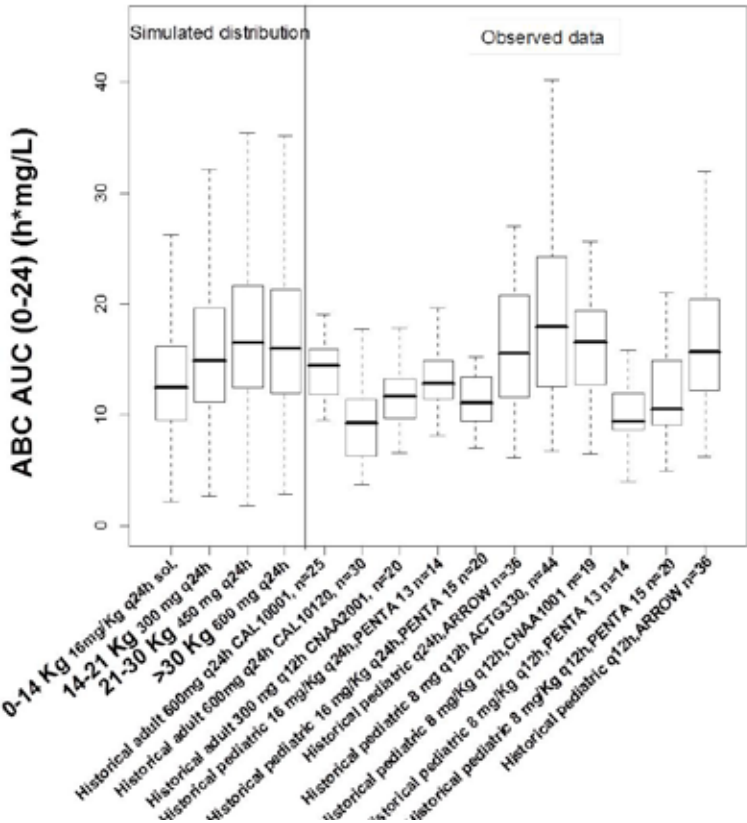 Simulated distribution
Observed data
ABC AUC (0-24) (h*mg/L)
40
30
20
10
0
0-14 Kg 16mg/Kg q24h sol,
14-21 Kg 300 mg q24h
21-30 Kg 450 mg q24h
>30 Kg 600 mg q24h
Historical adult 600mg q24h CAL10001, n=25
Historical adult 600mg q24h CAL10120, n=30
Historical adult 300 mg q12h CNAA2001, n=20
Historical pediatric 16 mg/Kg q24h,PENTA 13 n=14
Historical pediatric 16 mg/Kg q24h,PENTA 15 n=20
Historical pediatric q24h,ARROW n=36
Historical pediatric 8 mg q12h ACTG330, n=44
Historical pediatric 8 mg/Kg q12h,CNAA1001 n=19
Historical pediatric 8 mg/Kg q12h,PENTA 13 n=14
Historical pediatric 8 mg/Kg q12h,PENTA 15 n=20
Historical pediatric q12h,ARROW n=36